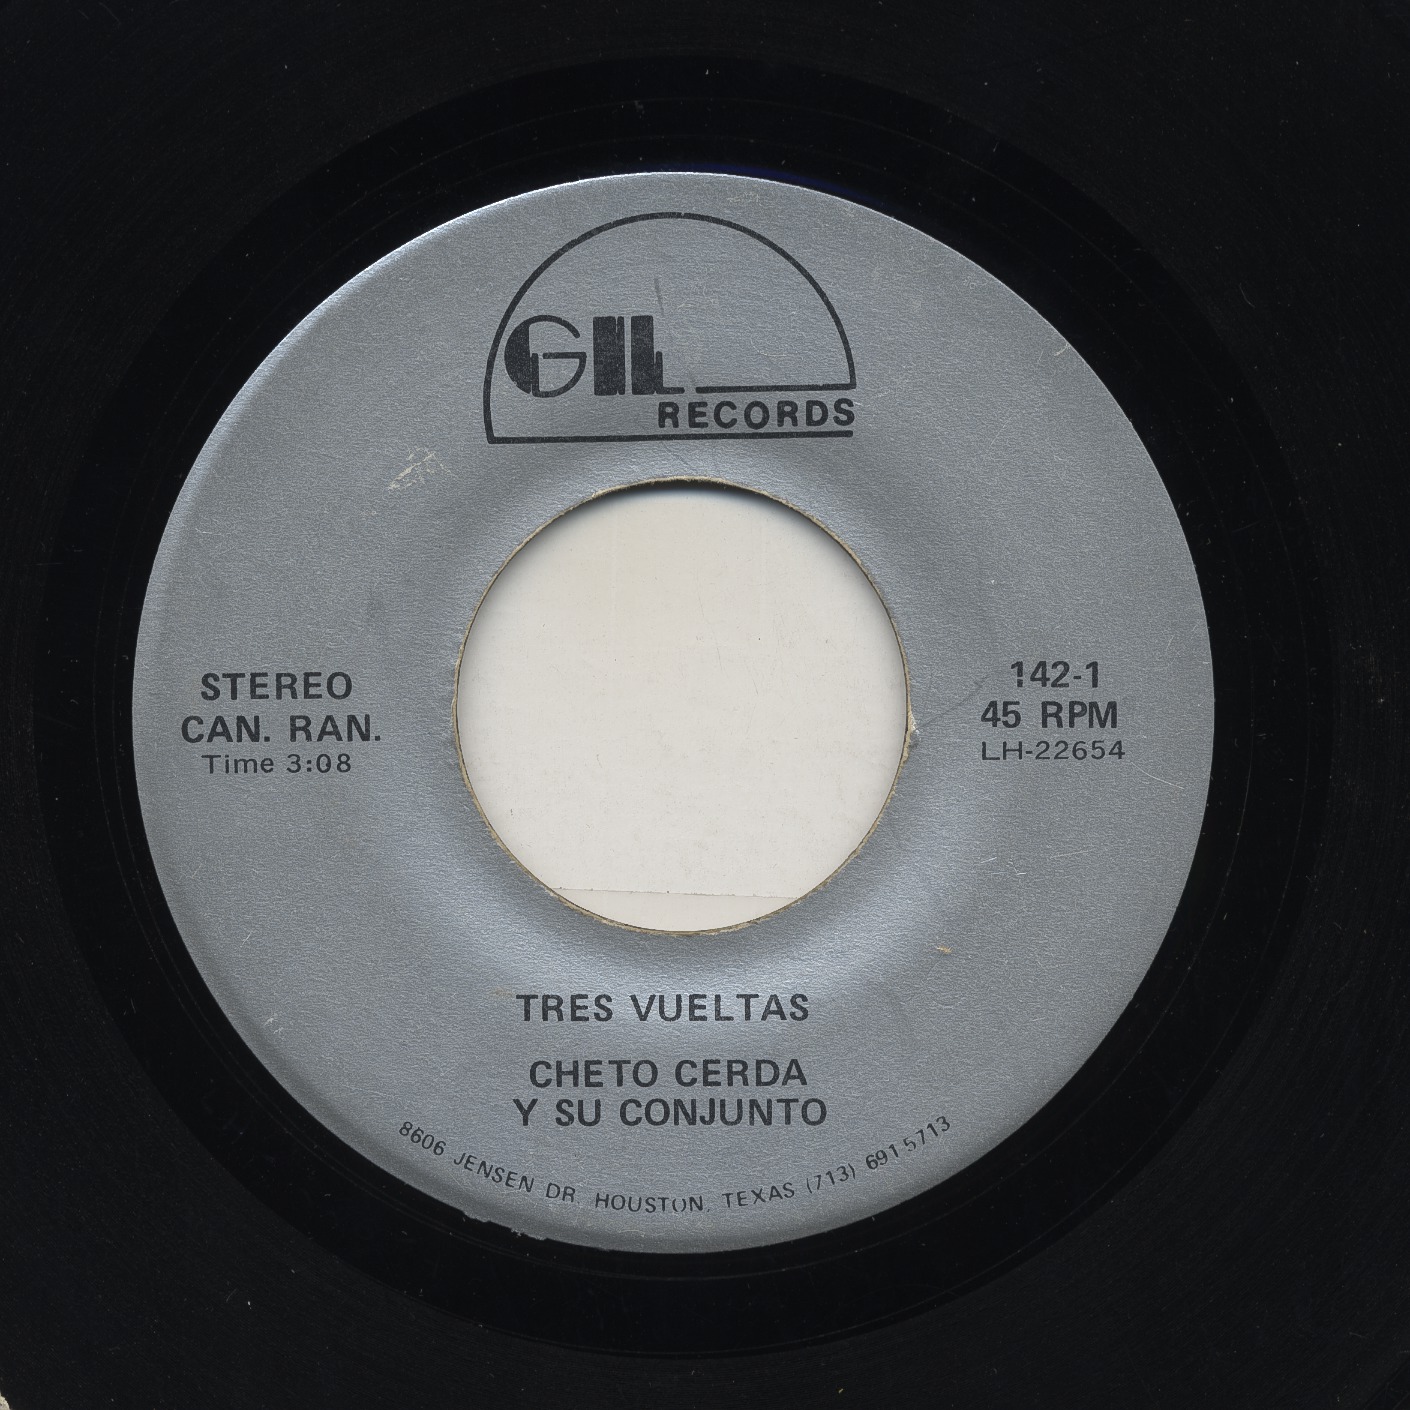 GIL
RECORDS
STEREO
CAN. RAN.
Time 3:08
142-1
45 RPM
LH-22654
TRES VUELTAS
CHETO CERDA
Y SU CONJUNTO
8606 JENSEN DR. HOUSTON, TEXAS (713) 691-5713